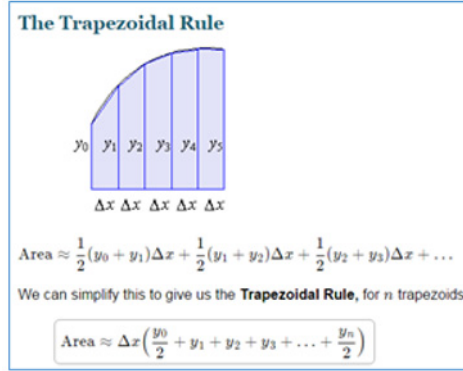 The Trapezoidal Rule
y₀ y₁ y₂ y₃ y₄ y₅
Δx Δx Δx Δx Δx
Area ≈ 1/2(y₀ + y₁)Δx + 1/2(y₁ + y₂)Δx + 1/2(y₂ + y₃)Δx + ...
We can simplify this to give us the Trapezoidal Rule, for n trapezoids
Area ≈ Δx(y₀/2 + y₁ + y₂ + y₃ + ... + yₙ/2)